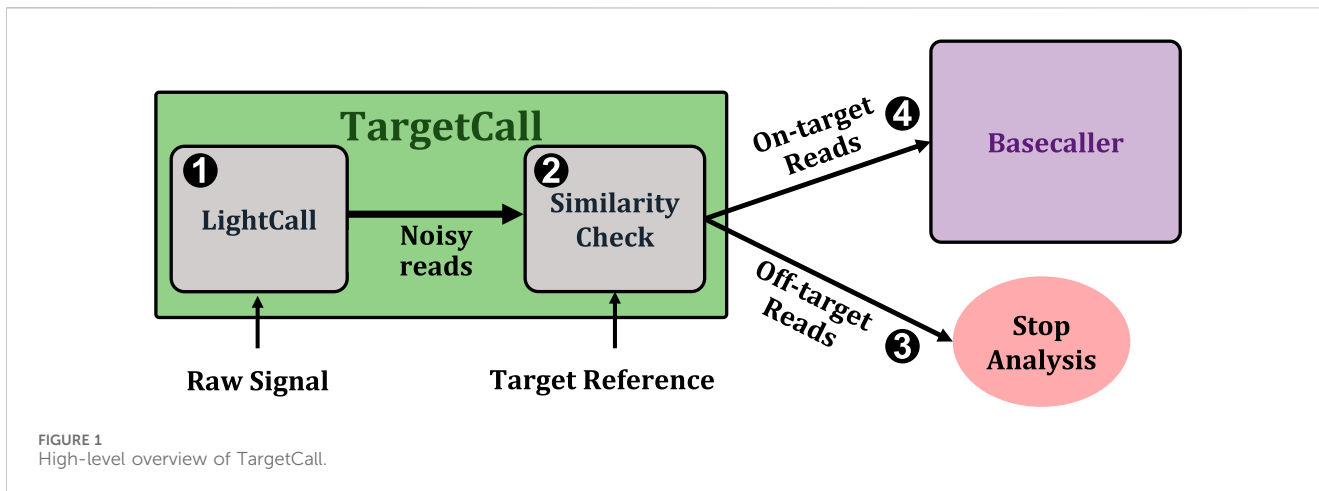 TargetCall
1
LightCall
Noisy
reads
2
Similarity
Check
Raw Signal
Target Reference
On-target
Reads
4
Basecaller
Off-target
Reads
3
Stop
Analysis
FIGURE 1
High-level overview of TargetCall.